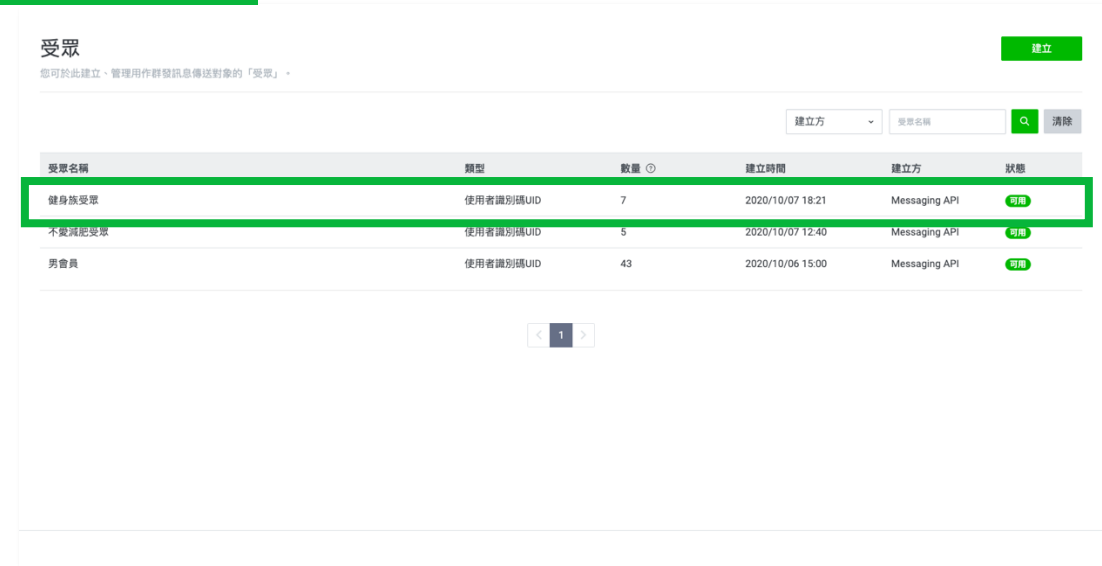 受眾
建立
您可於此建立、管理用作群發訊息傳送對象的「受眾」。
建立方 受眾名稱 清除
受眾名稱 類型 數量 ? 建立時間 建立方 狀態
健身族受眾 使用者識別碼UID 7 2020/10/07 18:21 Messaging API 可用
不愛減肥受眾 使用者識別碼UID 5 2020/10/07 12:40 Messaging API 可用
男會員 使用者識別碼UID 43 2020/10/06 15:00 Messaging API 可用
< 1 >